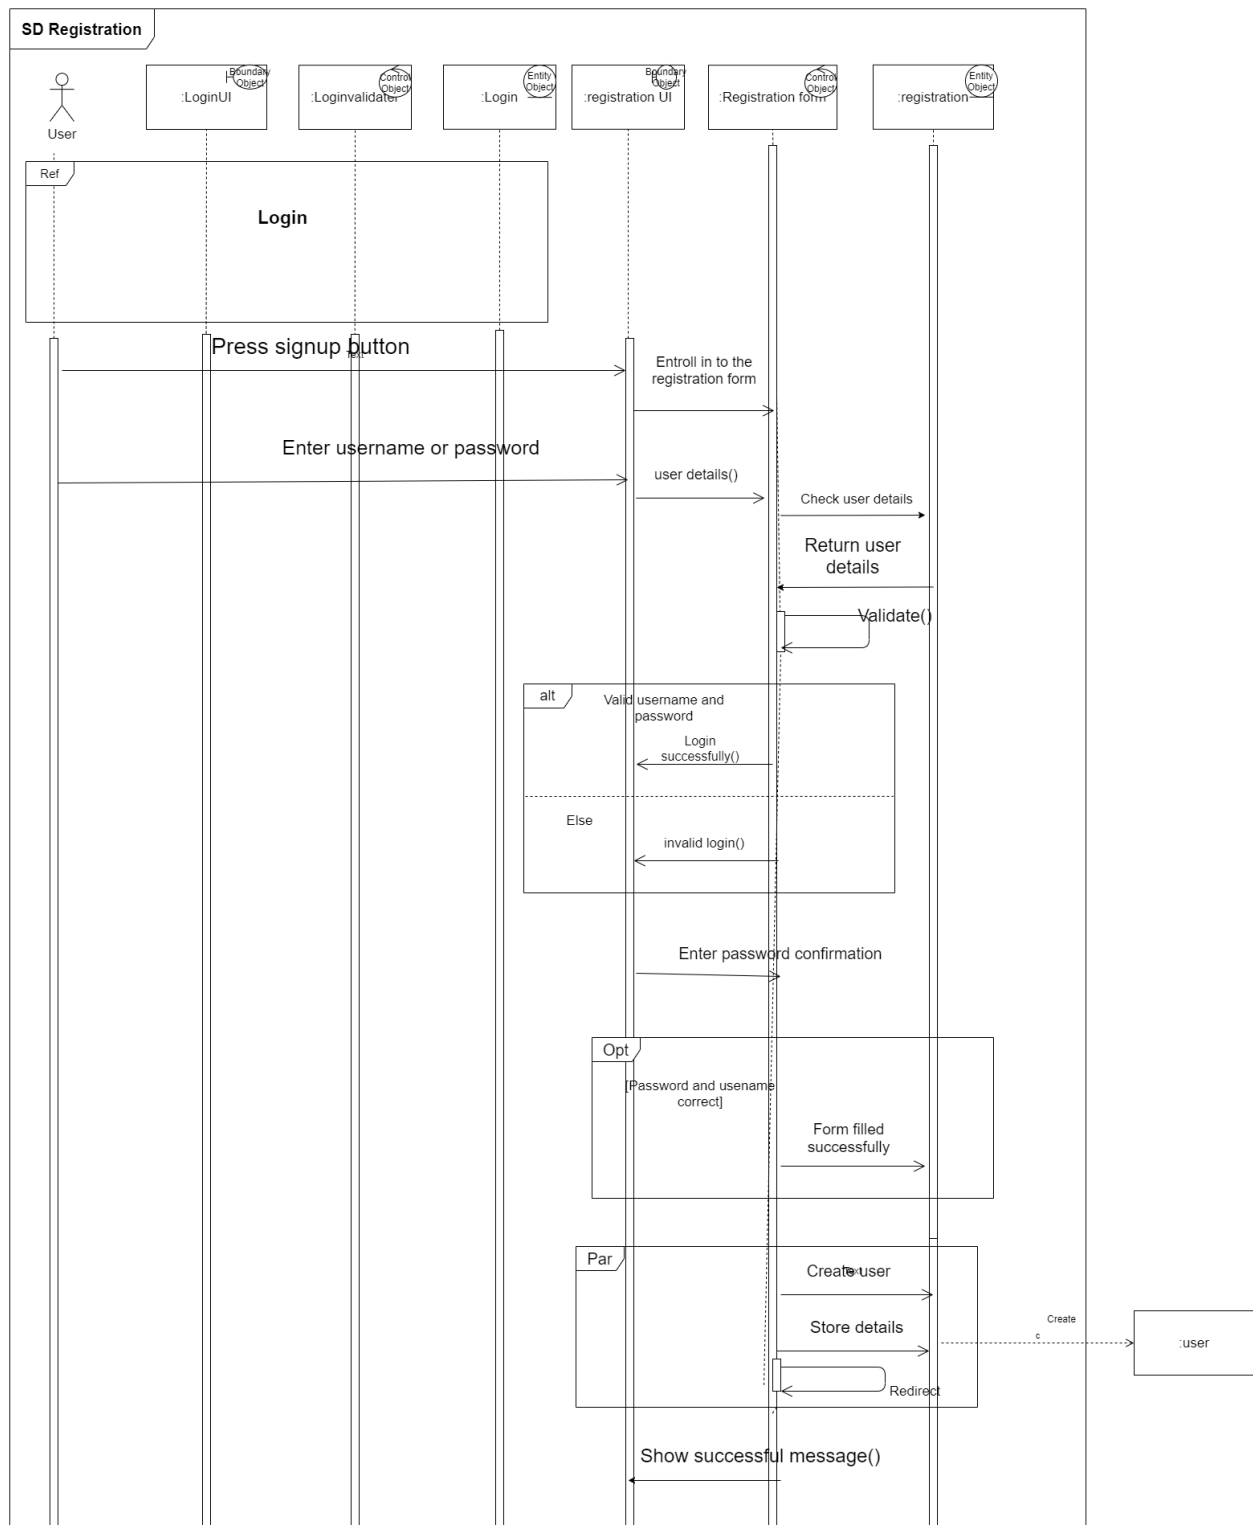 SD Registration
Boundary
Object
:LoginUI
Control
Object
:Loginvalidater
Entity
Object
:Login
Boundary
Object
:registration UI
Control
Object
:Registration form
Entity
Object
:registration
User
Ref
Login
Press signup button
Text
Entroll in to the
registration form
Enter username or password
user details()
Check user details
Return user
details
Validate()
alt
Valid username and
password
Login
successfully()
Else
invalid login()
Enter password confirmation
Opt
[Password and usename
correct]
Form filled
successfully
Par
Create user
Text
Store details
Create
c
:user
Redirect
Show successful message()